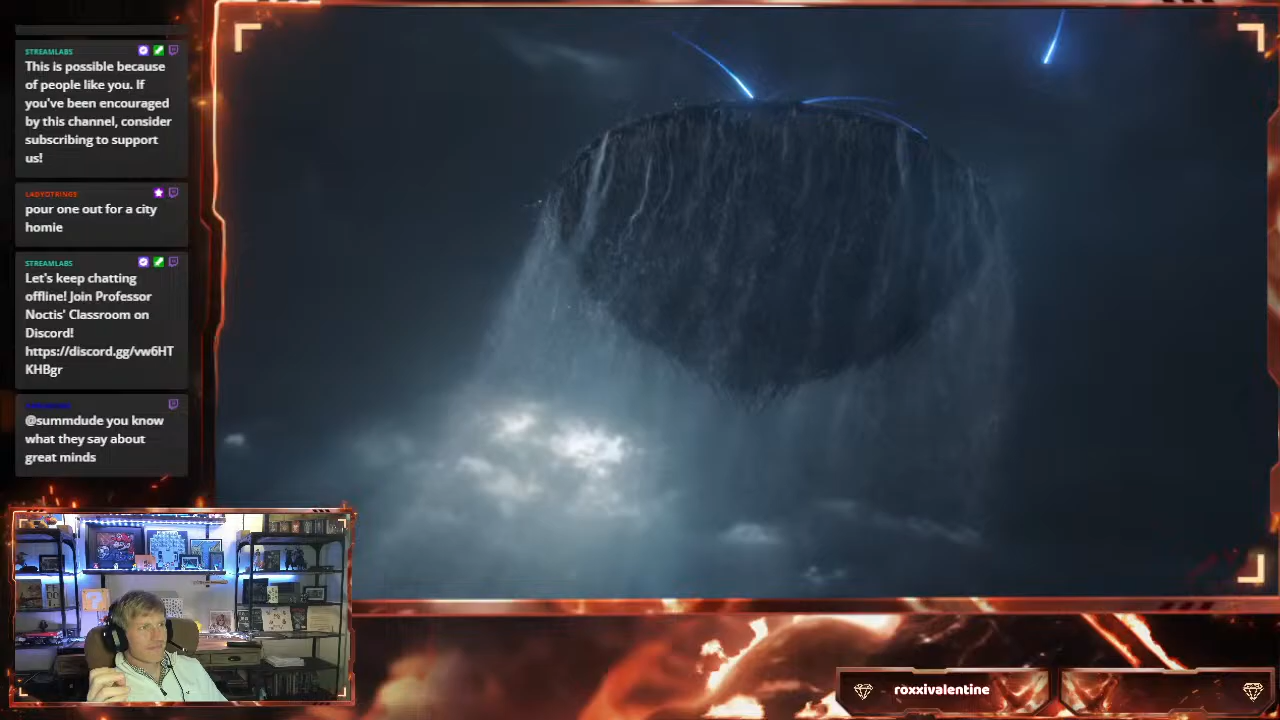 STREAMLABS
This is possible because
of people like you. If
you've been encouraged
by this channel, consider
subscribing to support
us!
LADYOTRINGE
pour one out for a city
homie
STREAMLABS
Let's keep chatting
offline! Join Professor
Noctis' Classroom on
Discord!
https://discord.gg/vw6HT
KHBgr
@summdude you know
what they say about
great minds
roxxivalentine